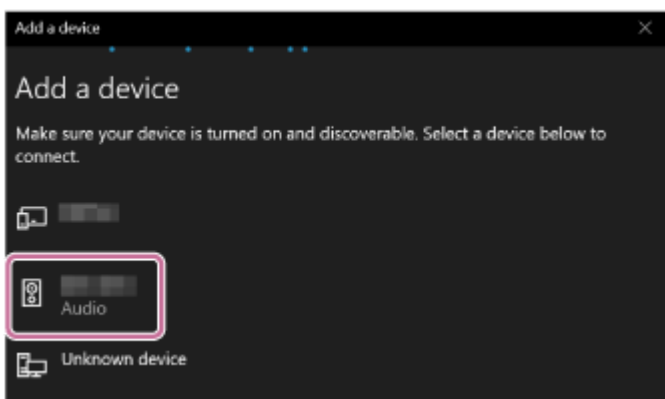 Add a device
Add a device
Make sure your device is turned on and discoverable. Select a device below to
connect.
Audio
Unknown device